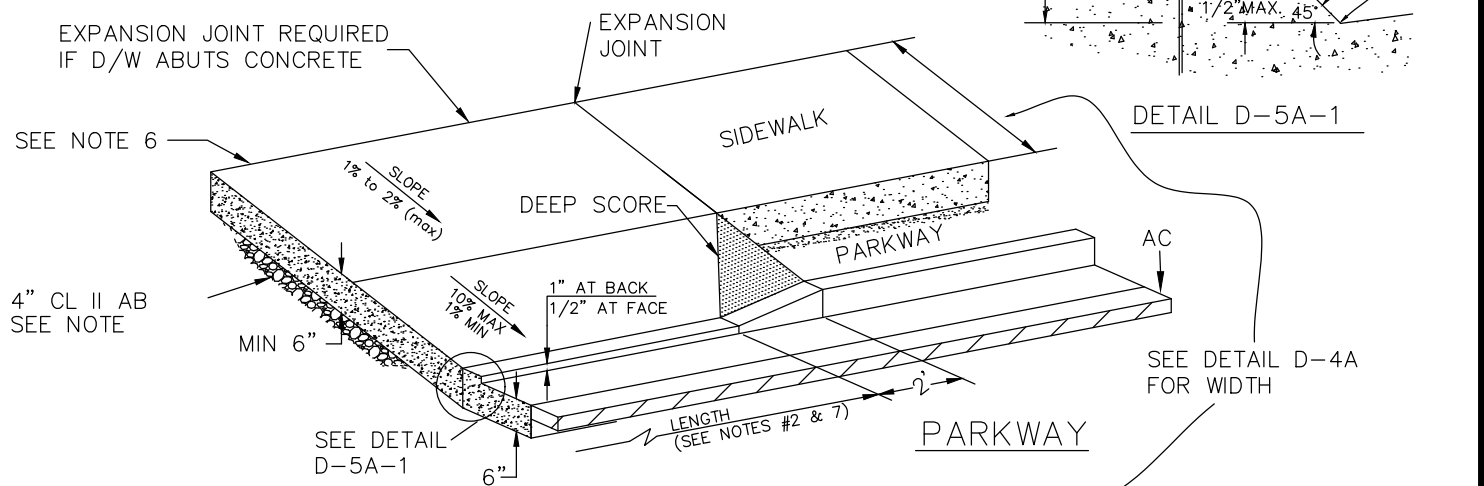 EXPANSION JOINT REQUIRED
IF D/W ABUTS CONCRETE
EXPANSION
JOINT
1/2" MAX.
45°
DETAIL D-5A-1
SEE NOTE 6
SIDEWALK
SLOPE
1% to 2% (max)
DEEP SCORE
PARKWAY
AC
4" CL II AB
SEE NOTE
SLOPE
10% MAX
1% MIN
1" AT BACK
1/2" AT FACE
MIN 6"
SEE DETAIL D-4A
FOR WIDTH
2'
LENGTH
(SEE NOTES #2 & 7)
PARKWAY
SEE DETAIL
D-5A-1
6"